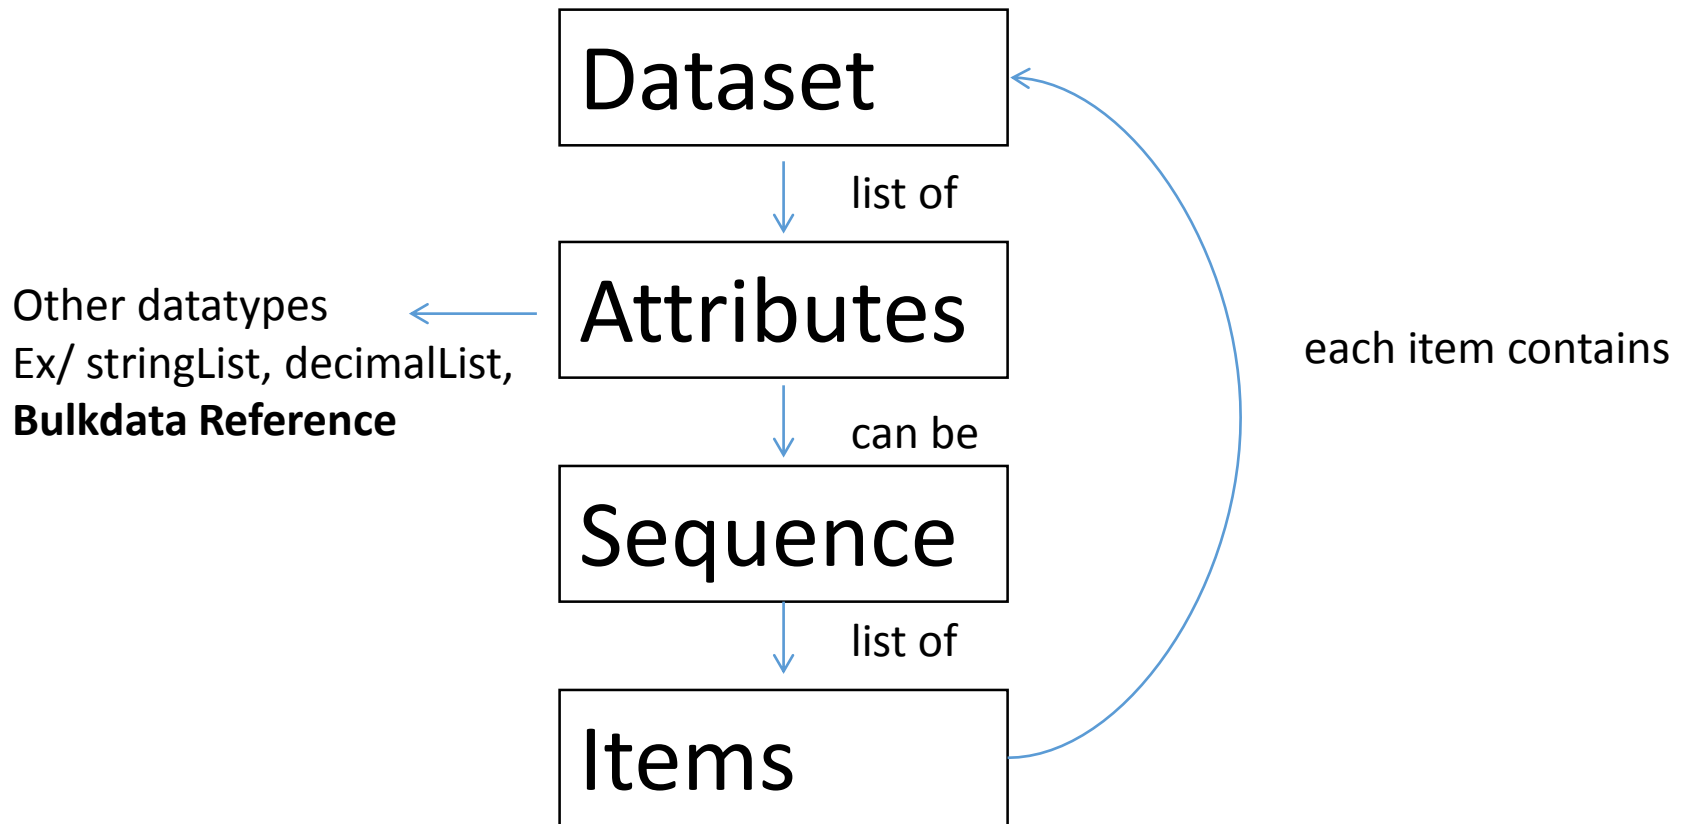 Dataset
list of
Attributes
Other datatypes
Ex/ stringList, decimalList,
Bulkdata Reference
each item contains
can be
Sequence
list of
Items